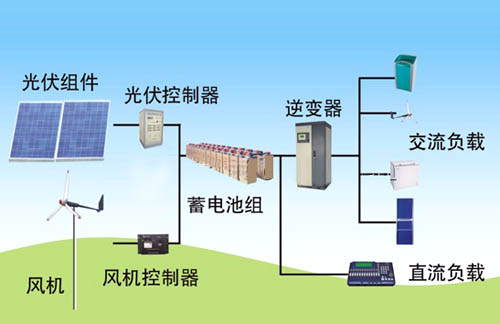 光伏组件
光伏控制器
逆变器
交流负载
蓄电池组
风机
风机控制器
直流负载